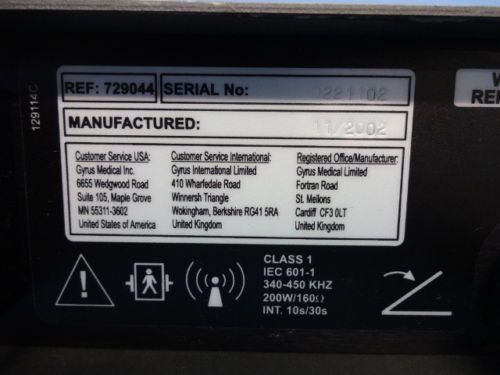 REF: 729044
SERIAL No: 0221102
MANUFACTURED: 11/2002
129114C
Customer Service USA:
Gyrus Medical Inc.
6655 Wedgwood Road
Suite 105, Maple Grove
MN 55311-3602
United States of America
Customer Service International:
Gyrus International Limited
410 Wharfedale Road
Winnersh Triangle
Wokingham, Berkshire RG41 5RA
United Kingdom
Registered Office/Manufacturer:
Gyrus Medical Limited
Fortran Road
St. Mellons
Cardiff CF3 0LT
United Kingdom
CLASS 1
IEC 601-1
340-450 KHZ
200W/160Ω
INT. 10s/30s